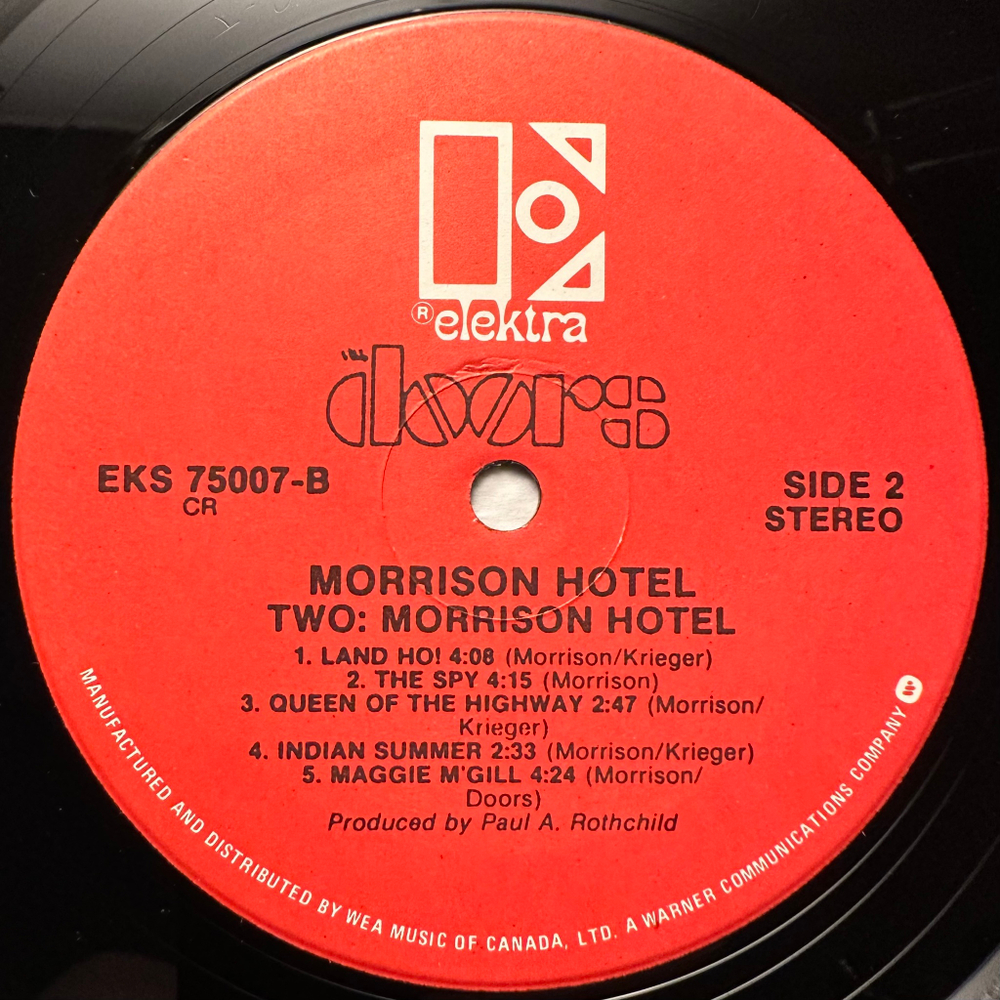 ® elektra
THE
doors
EKS 75007-B
CR
SIDE 2
STEREO
MORRISON HOTEL
TWO: MORRISON HOTEL
1. LAND HO! 4:08 (Morrison/Krieger)
2. THE SPY 4:15 (Morrison)
3. QUEEN OF THE HIGHWAY 2:47 (Morrison/
Krieger)
4. INDIAN SUMMER 2:33 (Morrison/Krieger)
5. MAGGIE M'GILL 4:24 (Morrison/
Doors)
Produced by Paul A. Rothchild
MANUFACTURED AND DISTRIBUTED BY WEA MUSIC OF CANADA, LTD. A WARNER COMMUNICATIONS COMPANY